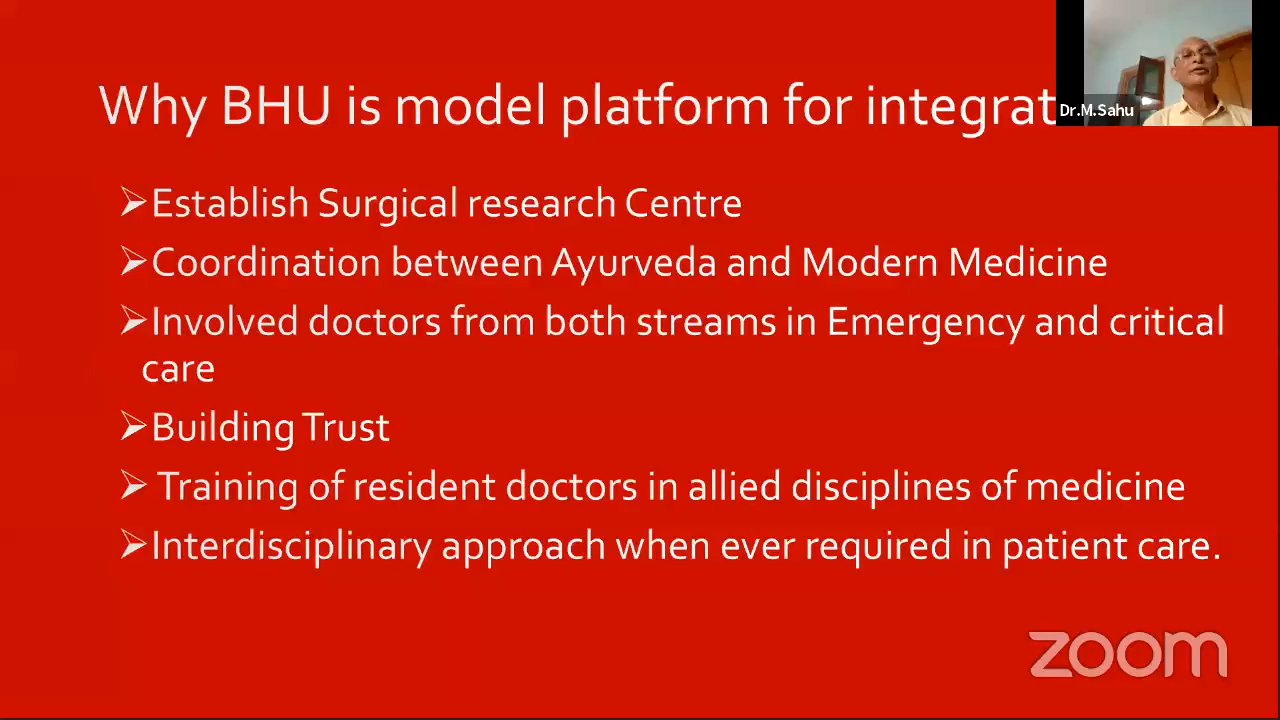 Why BHU is model platform for integrat
Dr.M.Sahu
➢Establish Surgical research Centre
➢Coordination between Ayurveda and Modern Medicine
➢Involved doctors from both streams in Emergency and critical
care
➢Building Trust
➢ Training of resident doctors in allied disciplines of medicine
➢Interdisciplinary approach when ever required in patient care.
zoom